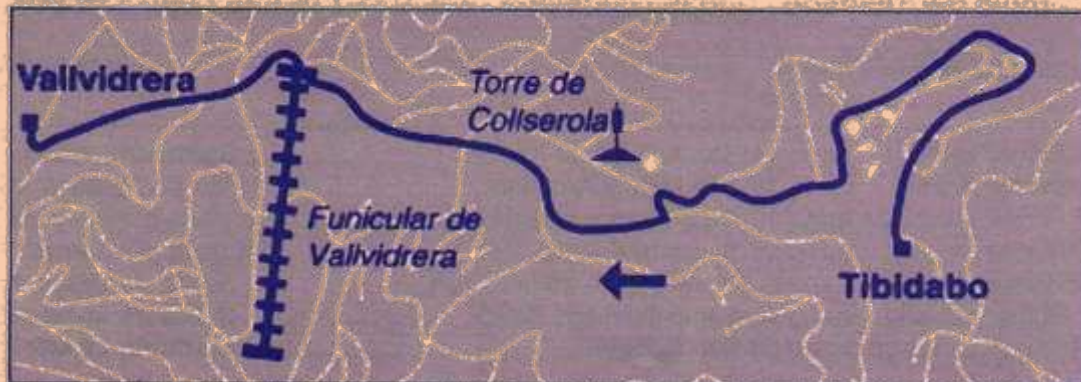 Vallvidrera
Torre de
Collserola
Funicular de
Vallvidrera
Tibidabo